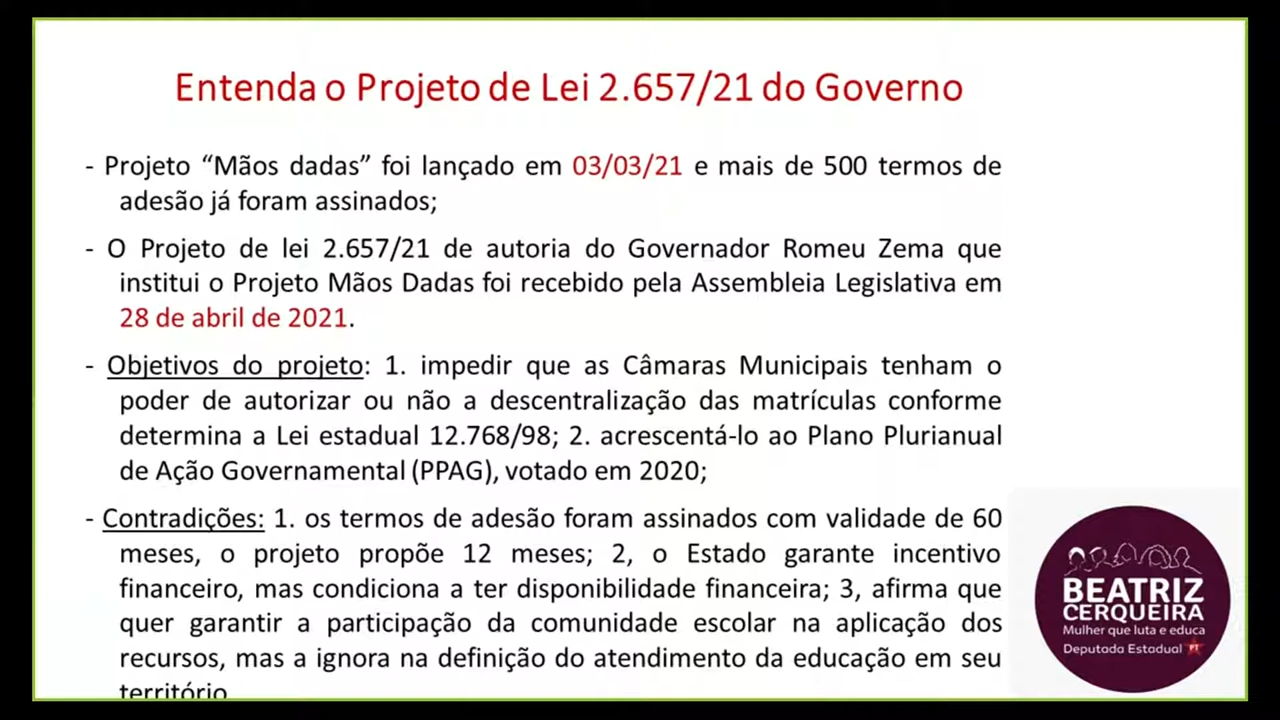 Entenda o Projeto de Lei 2.657/21 do Governo
- Projeto “Mãos dadas” foi lançado em 03/03/21 e mais de 500 termos de
adesão já foram assinados;
- O Projeto de lei 2.657/21 de autoria do Governador Romeu Zema que
institui o Projeto Mãos Dadas foi recebido pela Assembleia Legislativa em
28 de abril de 2021.
- Objetivos do projeto: 1. impedir que as Câmaras Municipais tenham o
poder de autorizar ou não a descentralização das matrículas conforme
determina a Lei estadual 12.768/98; 2. acrescentá-lo ao Plano Plurianual
de Ação Governamental (PPAG), votado em 2020;
- Contradições: 1. os termos de adesão foram assinados com validade de 60
meses, o projeto propõe 12 meses; 2, o Estado garante incentivo
financeiro, mas condiciona a ter disponibilidade financeira; 3, afirma que
quer garantir a participação da comunidade escolar na aplicação dos
recursos, mas a ignora na definição do atendimento da educação em seu
território
BEATRIZ
CERQUEIRA
Mulher que luta e educa
Deputada Estadual PT